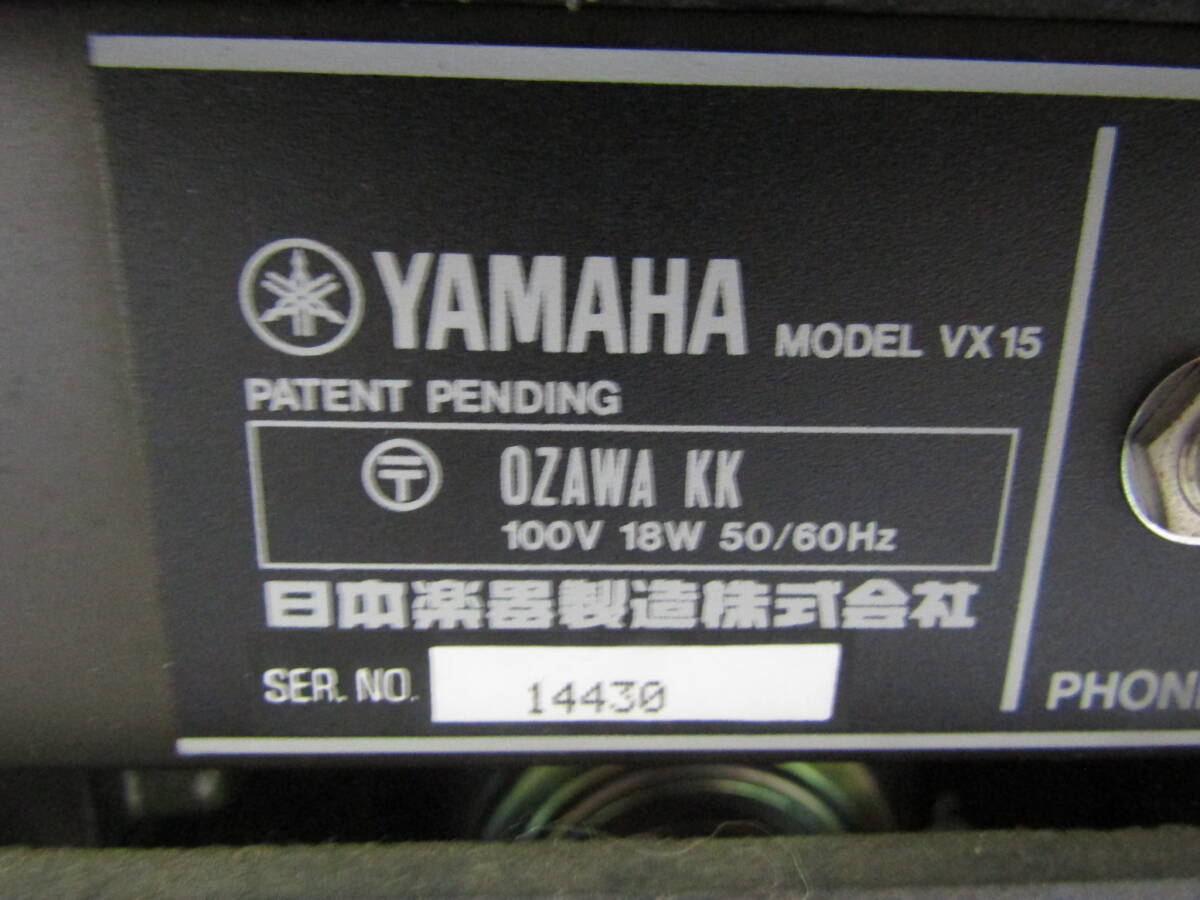 YAMAHA MODEL VX15
PATENT PENDING
〒 OZAWA KK
100V 18W 50/60Hz
日本楽器製造株式会社
SER. NO. 14430